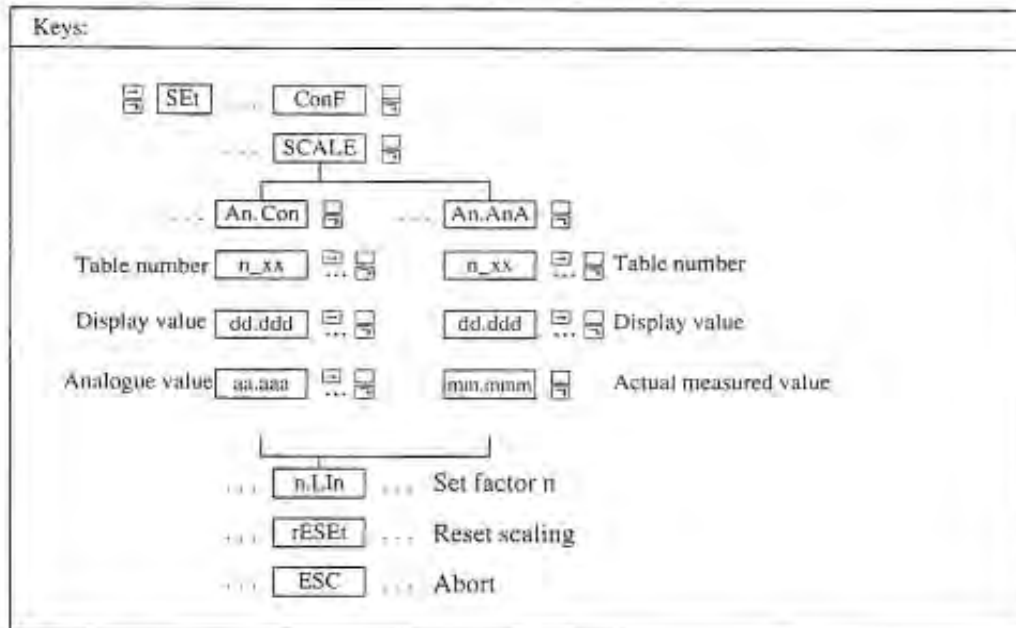 Keys:
SEt .... ConF
... SCALE
... An.Con ... An.AnA
Table number n_xx ... n_xx ... Table number
Display value dd.ddd ... dd.ddd ... Display value
Analogue value aa.aaa ... mm.mmm Actual measured value
... n.LIn ... Set factor n
... rESEt ... Reset scaling
... ESC ... Abort